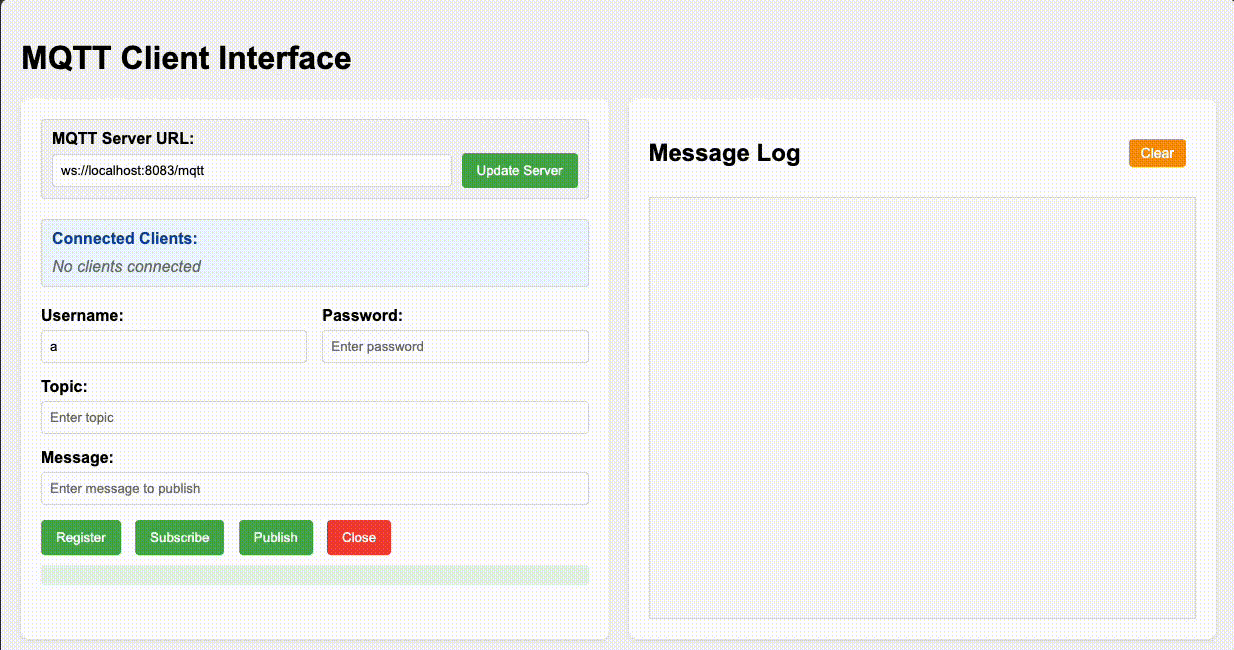 MQTT Client Interface
MQTT Server URL:
ws://localhost:8083/mqtt
Update Server
Connected Clients:
No clients connected
Username:
Password:
a
Enter password
Topic:
Enter topic
Message:
Enter message to publish
Register
Subscribe
Publish
Close
Message Log
Clear